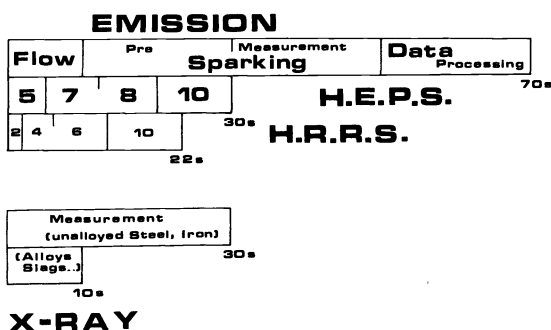 EMISSION
Flow Pre Sparking Measurement Data Processing
70s
5 7 8 10 H.E.P.S.
30s
2 4 6 10 H.R.R.S.
22s
Measurement
(unalloyed Steel, Iron)
30s
(Alloys
Slags..)
10s
X-RAY